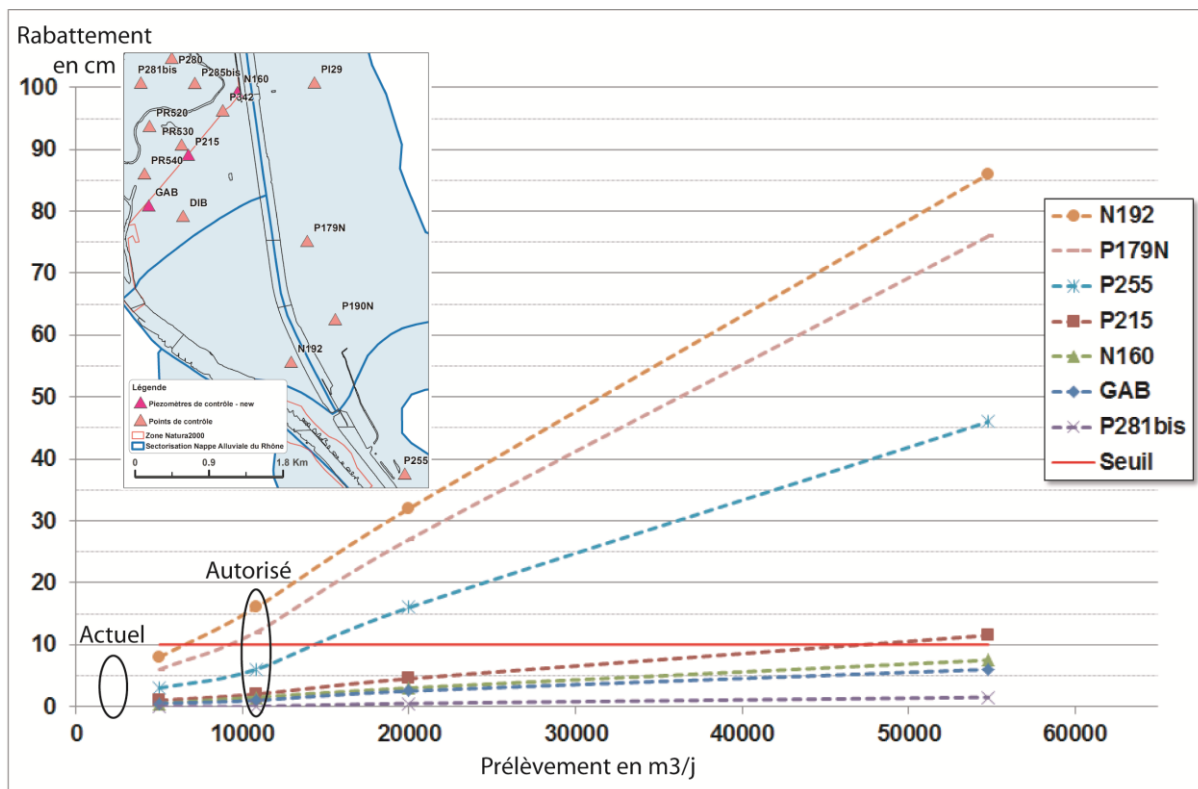 Rabattement
en cm
100
90
80
70
60
50
40
30
20
10
0
P280
P281bis
P285bis
N160
PI29
P342
PR520
PR530
P215
PR540
GAB
DIB
P179N
P190N
N192
P255
Légende
Piezomètres de contrôle - new
Points de contrôle
Zone Natura2000
Sectorisation Nappe Alluviale du Rhône
0 0.9 1.8 Km
N192
P179N
P255
P215
N160
GAB
P281bis
Seuil
Autorisé
Actuel
0 10000 20000 30000 40000 50000 60000
Prélèvement en m3/j